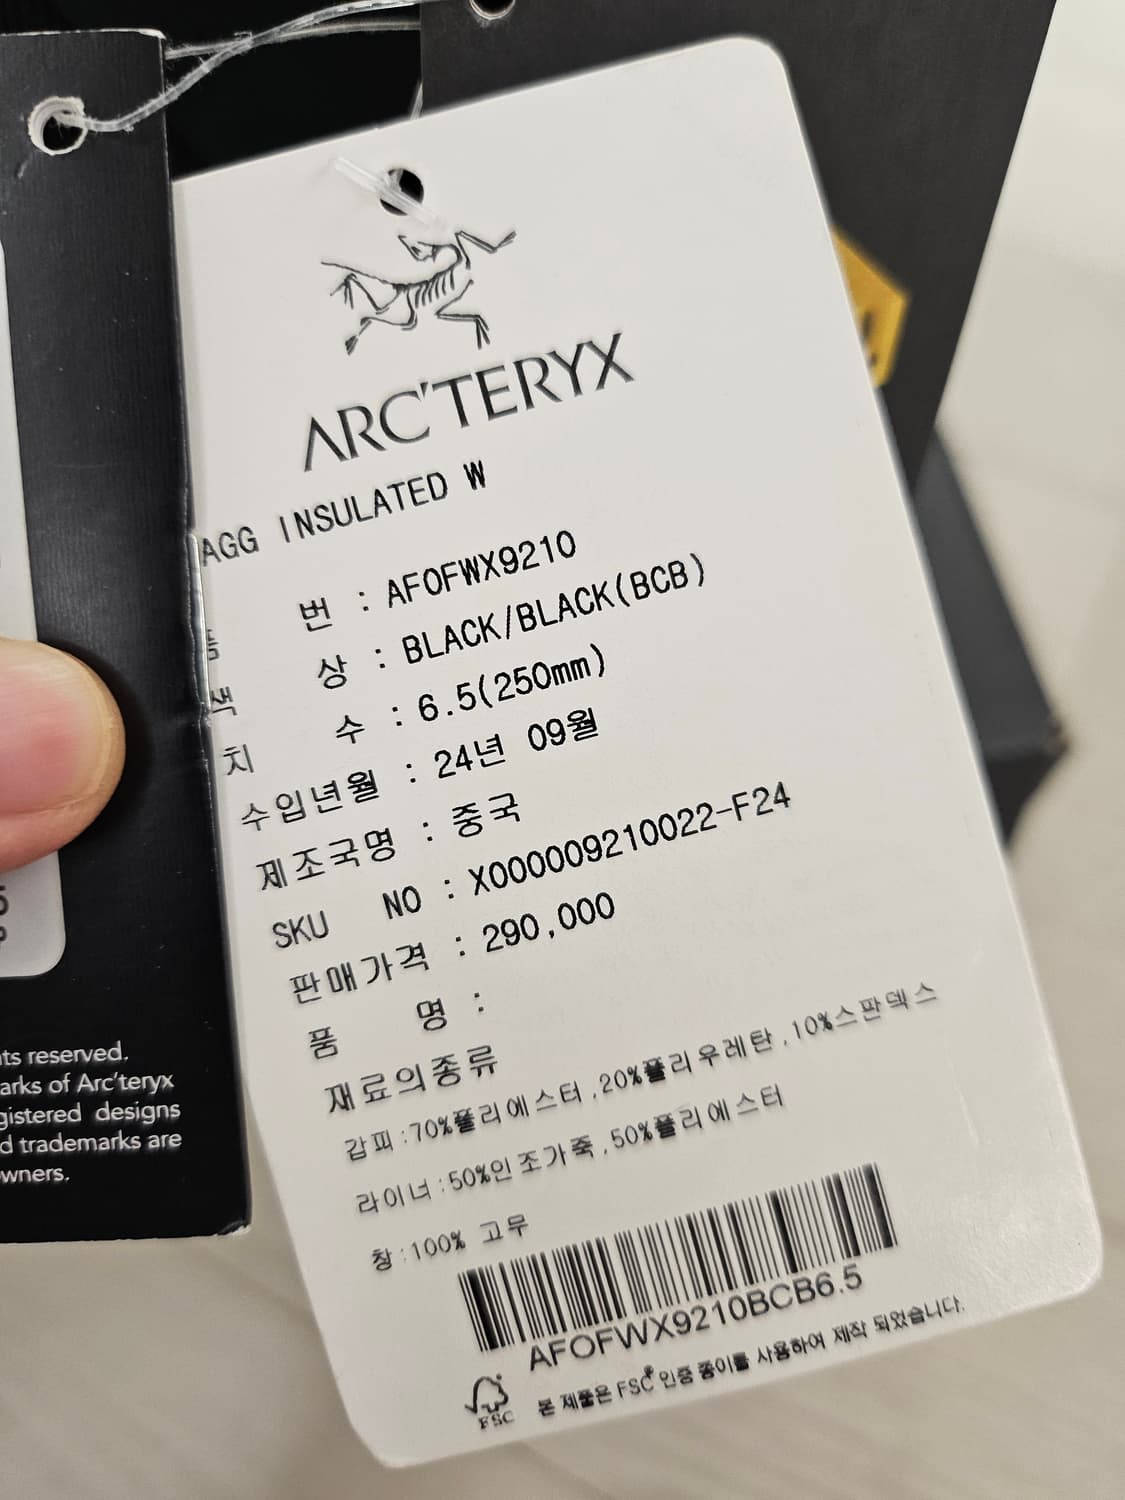 ARC'TERYX
AGG INSULATED W
품 번 : AFOFWX9210
색 상 : BLACK/BLACK(BCB)
치 수 : 6.5(250mm)
수입년월 : 24년 09월
제조국명 : 중국
SKU NO : X000009210022-F24
판매가격 : 290,000
품 명 :
재료의종류
갑피:70%폴리에스터,20%폴리우레탄,10%스판덱스
라이너:50%인조가죽,50%폴리에스터
창:100% 고무
AFOFWX9210BCB6.5
FSC 본 제품은 FSC® 인증 종이를 사용하여 제작 되었습니다.
ts reserved.
arks of Arc'teryx
gistered designs
d trademarks are
wners.